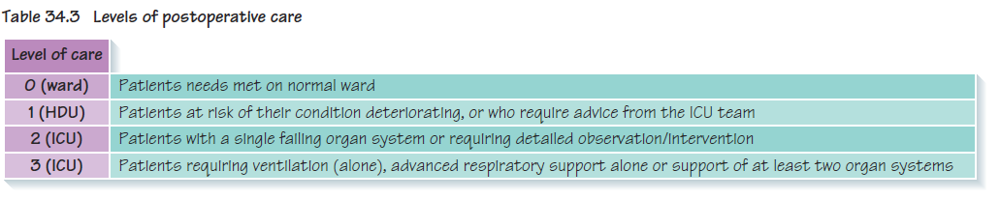 Table 34.3 Levels of postoperative care
Level of care
0 (ward) Patients needs met on normal ward
1 (HDU) Patients at risk of their condition deteriorating, or who require advice from the ICU team
2 (ICU) Patients with a single failing organ system or requiring detailed observation/intervention
3 (ICU) Patients requiring ventilation (alone), advanced respiratory support alone or support of at least two organ systems